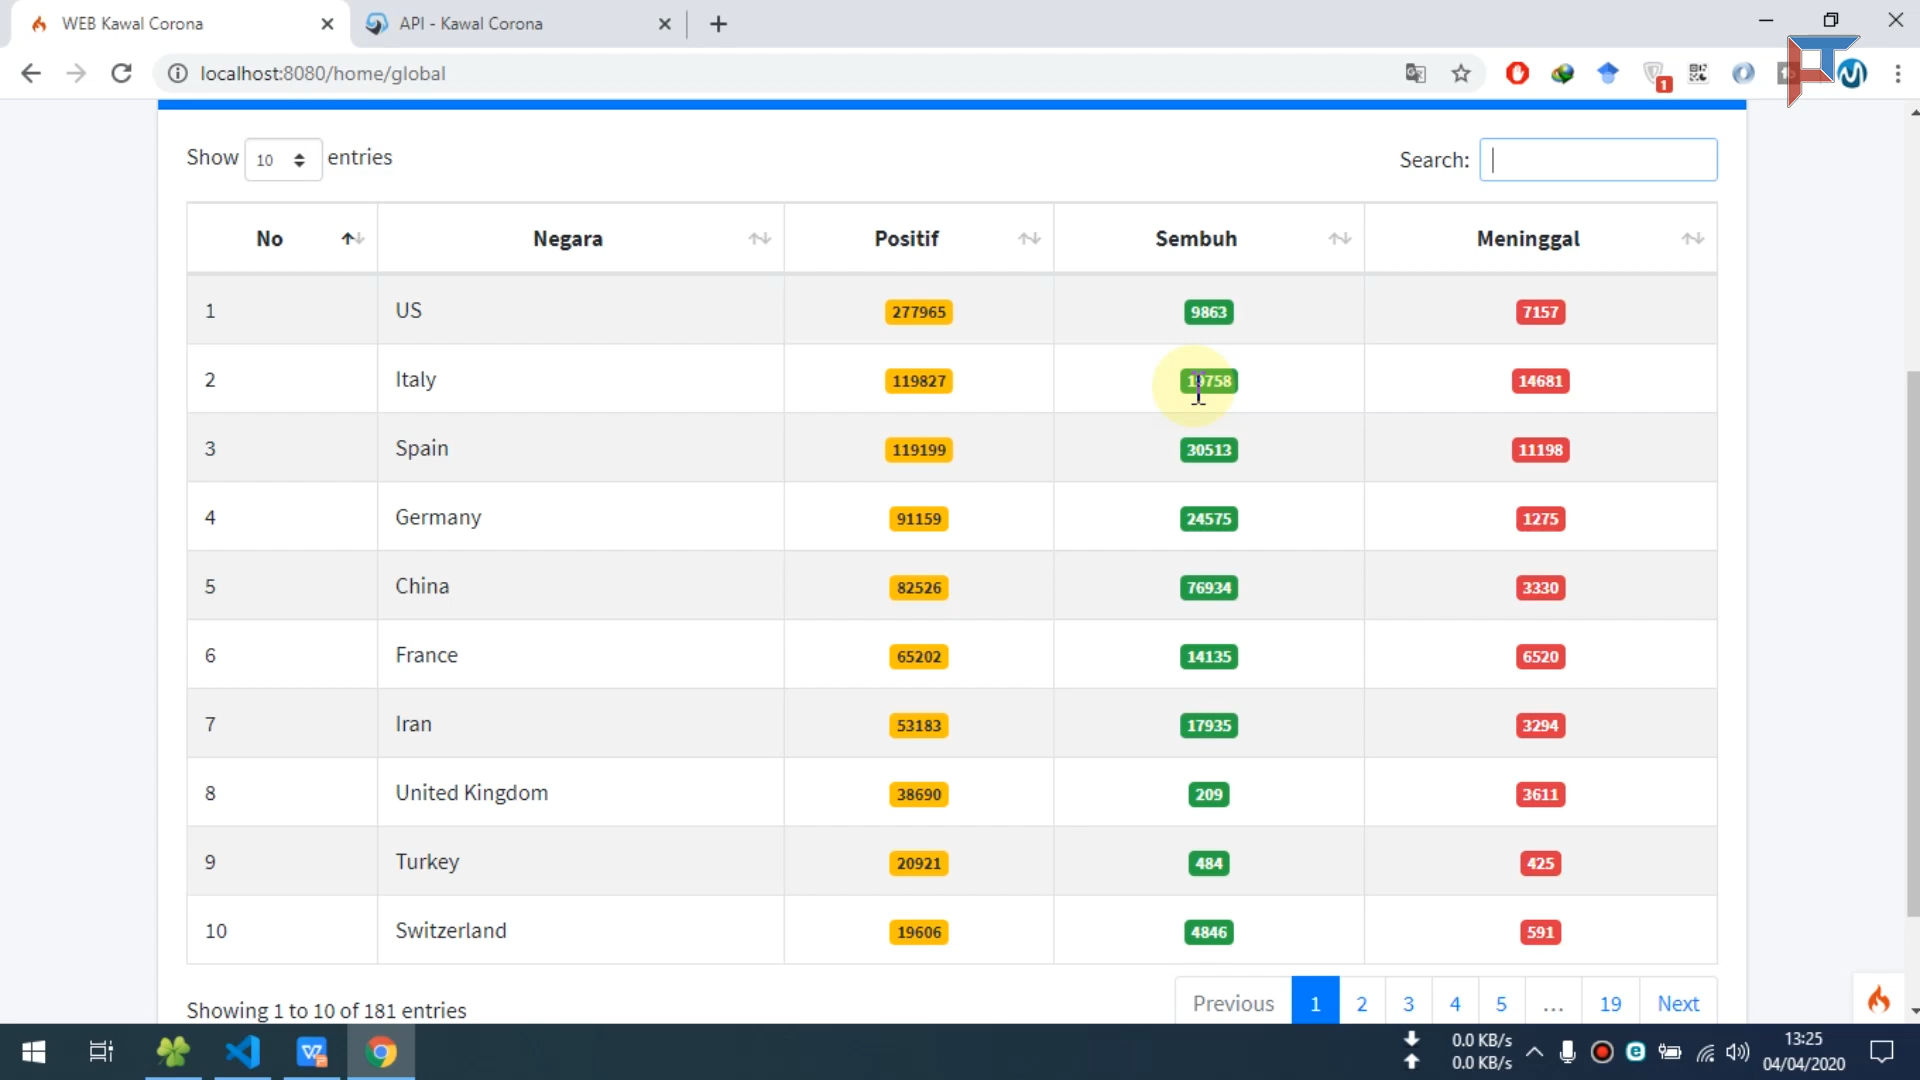 WEB Kawal Corona API - Kawal Corona
localhost:8080/home/global
1
Show 10 entries Search:
No Negara Positif Sembuh Meninggal
1 US 277965 9863 7157
2 Italy 119827 19758 14681
3 Spain 119199 30513 11198
4 Germany 91159 24575 1275
5 China 82526 76934 3330
6 France 65202 14135 6520
7 Iran 53183 17935 3294
8 United Kingdom 38690 209 3611
9 Turkey 20921 484 425
10 Switzerland 19606 4846 591
Showing 1 to 10 of 181 entries Previous 1 2 3 4 5 ... 19 Next
0.0 KB/s 13:25
0.0 KB/s 04/04/2020